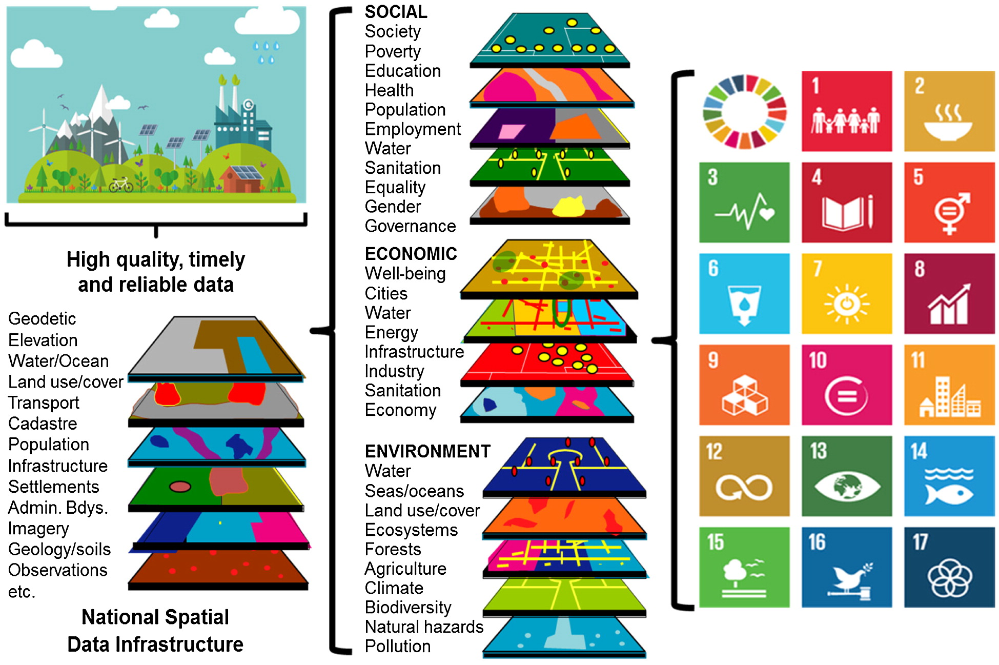 High quality, timely
and reliable data
Geodetic
Elevation
Water/Ocean
Land use/cover
Transport
Cadastre
Population
Infrastructure
Settlements
Admin. Bdys.
Imagery
Geology/soils
Observations
etc.
National Spatial
Data Infrastructure
SOCIAL
Society
Poverty
Education
Health
Population
Employment
Water
Sanitation
Equality
Gender
Governance
ECONOMIC
Well-being
Cities
Water
Energy
Infrastructure
Industry
Sanitation
Economy
ENVIRONMENT
Water
Seas/oceans
Land use/cover
Ecosystems
Forests
Agriculture
Climate
Biodiversity
Natural hazards
Pollution
1
2
3
4
5
6
7
8
9
10
11
12
13
14
15
16
17